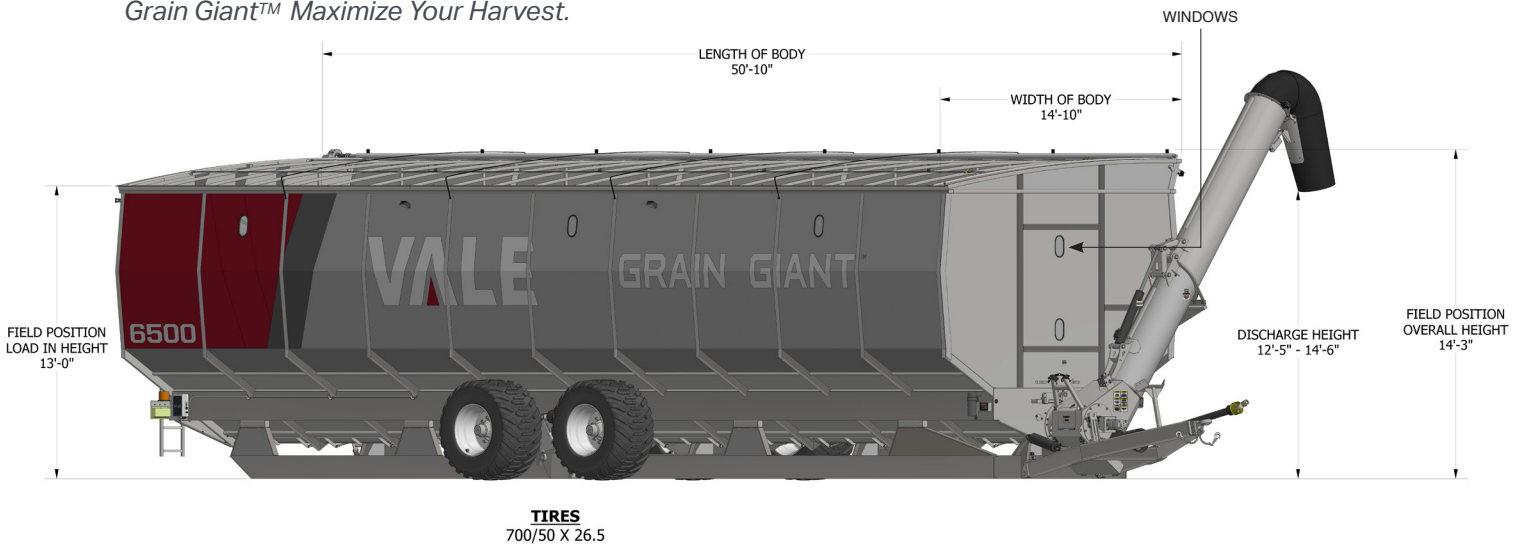 Grain Giant™ Maximize Your Harvest.
WINDOWS
LENGTH OF BODY
50'-10"
WIDTH OF BODY
14'-10"
VALE
GRAIN GIANT
6500
FIELD POSITION
LOAD IN HEIGHT
13'-0"
DISCHARGE HEIGHT
12'-5" - 14'-6"
FIELD POSITION
OVERALL HEIGHT
14'-3"
TIRES
700/50 X 26.5